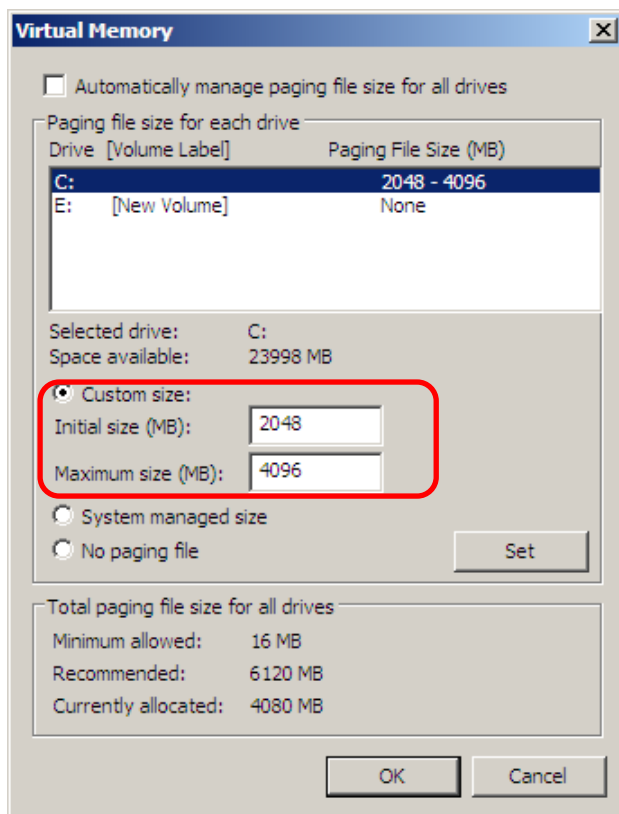 Virtual Memory
Automatically manage paging file size for all drives
Paging file size for each drive
Drive [Volume Label] Paging File Size (MB)
C: 2048 - 4096
E: [New Volume] None
Selected drive: C:
Space available: 23998 MB
Custom size:
Initial size (MB): 2048
Maximum size (MB): 4096
System managed size
No paging file Set
Total paging file size for all drives
Minimum allowed: 16 MB
Recommended: 6120 MB
Currently allocated: 4080 MB
OK Cancel